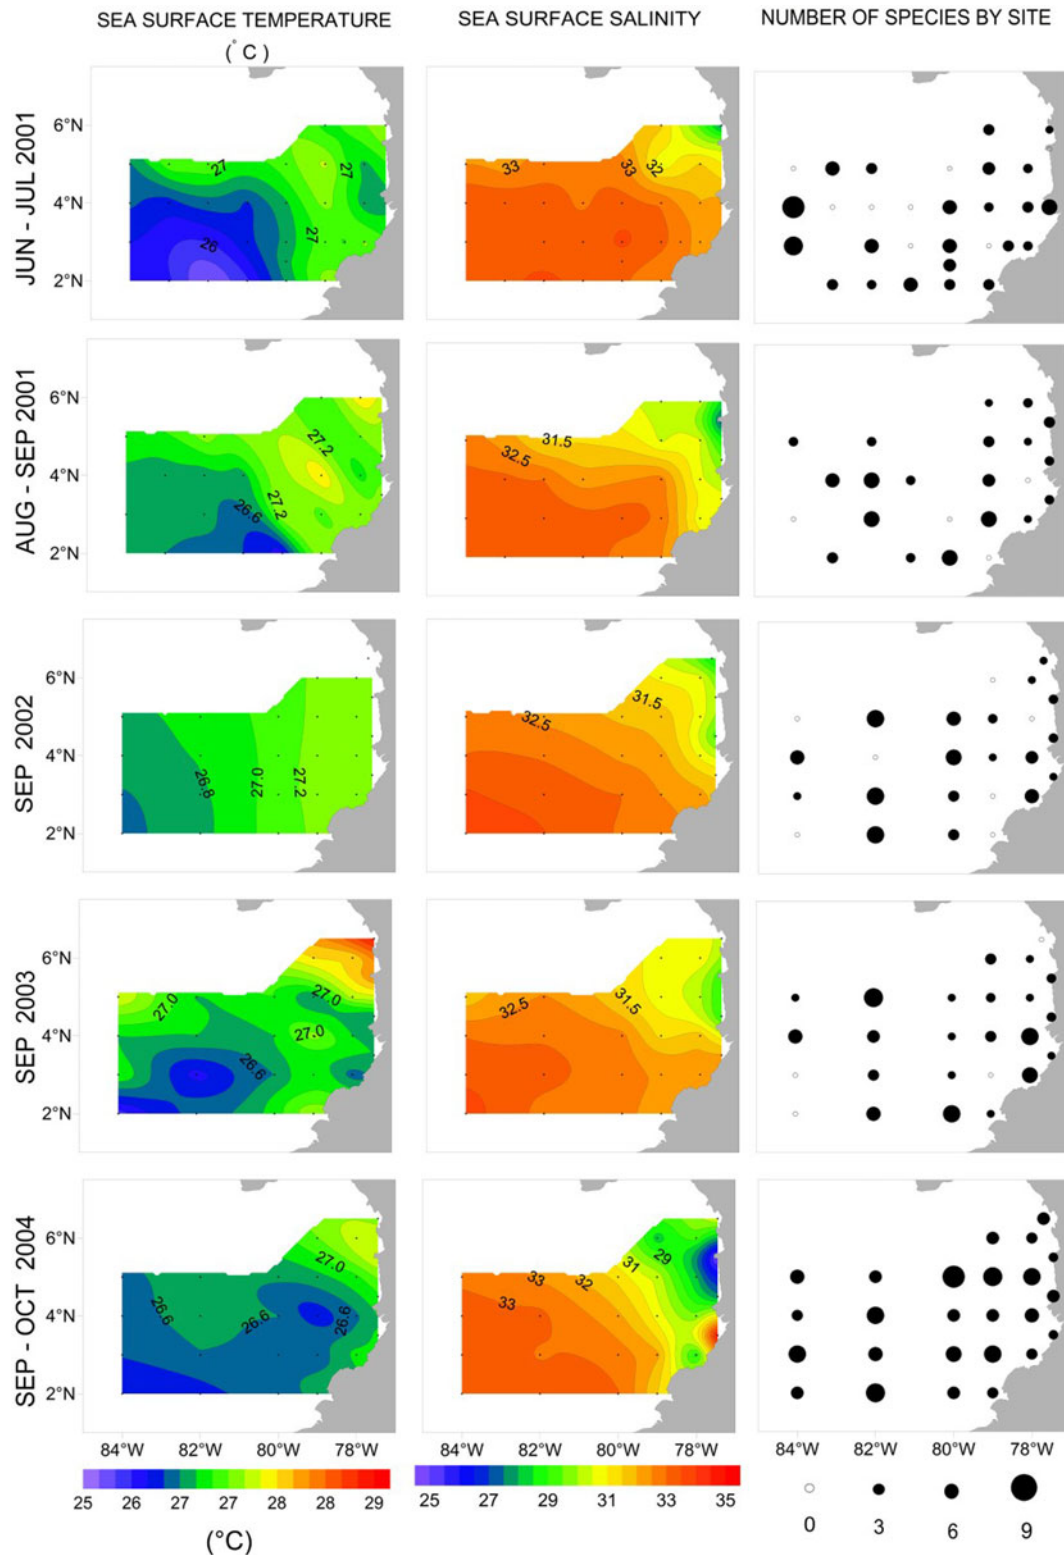 SEA SURFACE TEMPERATURE
(°C)
SEA SURFACE SALINITY
NUMBER OF SPECIES BY SITE
JUN - JUL 2001
6°N
4°N
2°N
27
27
27
26
33
33
32
AUG - SEP 2001
6°N
4°N
2°N
27.2
27.2
26.6
31.5
32.5
SEP 2002
6°N
4°N
2°N
26.8
27.0
27.2
31.5
32.5
SEP 2003
6°N
4°N
2°N
27.0
27.0
27.0
26.6
32.5
31.5
SEP - OCT 2004
6°N
4°N
2°N
27.0
26.6
26.6
26.6
29
31
32
33
33
84°W 82°W 80°W 78°W
84°W 82°W 80°W 78°W
84°W 82°W 80°W 78°W
25 26 27 27 28 28 29
(°C)
25 27 29 31 33 35
0 3 6 9